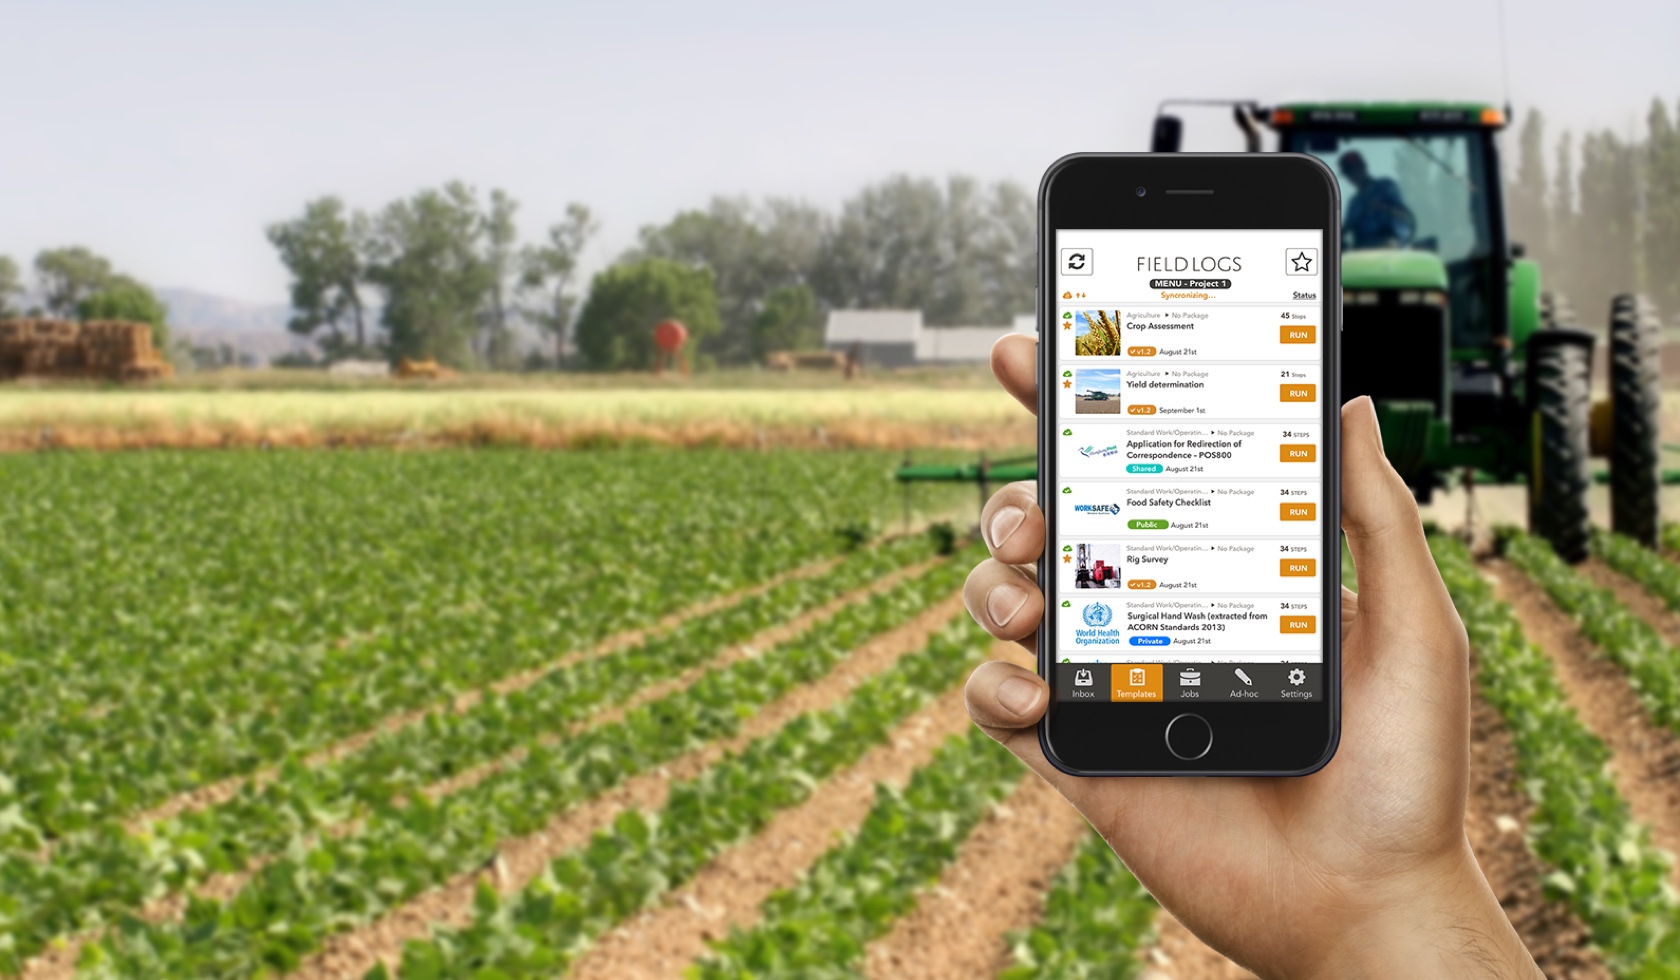 FIELD LOGS
MENU - Project 1
Syncronizing...
Status
Agriculture ▸ No Package
45 Steps
Crop Assessment
RUN
v1.2 August 21st
Agriculture ▸ No Package
21 Steps
Yield determination
RUN
v1.2 September 1st
Standard Work/Operatin... ▸ No Package
34 STEPS
Application for Redirection of
Correspondence - POS800
RUN
Shared August 21st
Standard Work/Operatin... ▸ No Package
34 STEPS
Food Safety Checklist
WORKSAFE
RUN
Public August 21st
Standard Work/Operatin... ▸ No Package
34 STEPS
Rig Survey
RUN
v1.2 August 21st
Standard Work/Operatin... ▸ No Package
34 STEPS
Surgical Hand Wash (extracted from
ACORN Standards 2013)
RUN
World Health
Organization
Private August 21st
Inbox
Templates
Jobs
Ad-hoc
Settings